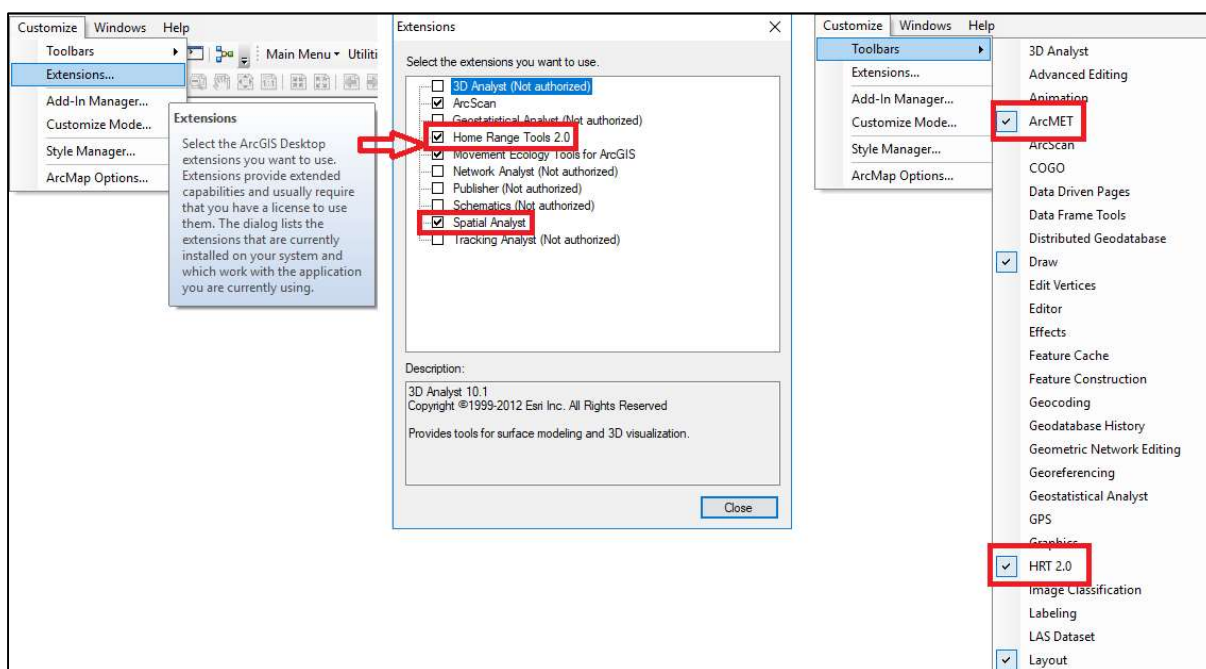 Customize Windows Help
Toolbars
Main Menu Utiliti
Extensions...
Add-In Manager...
Customize Mode...
Style Manager...
ArcMap Options...
Extensions
Select the ArcGIS Desktop
extensions you want to use.
Extensions provide extended
capabilities and usually require
that you have a license to use
them. The dialog lists the
extensions that are currently
installed on your system and
which work with the application
you are currently using.
Extensions
Select the extensions you want to use.
3D Analyst (Not authorized)
ArcScan
Geostatistical Analyst (Not authorized)
Home Range Tools 2.0
Movement Ecology Tools for ArcGIS
Network Analyst (Not authorized)
Publisher (Not authorized)
Schematics (Not authorized)
Spatial Analyst
Tracking Analyst (Not authorized)
Description:
3D Analyst 10.1
Copyright ©1999-2012 Esri Inc. All Rights Reserved
Provides tools for surface modeling and 3D visualization.
Close
Customize Windows Help
Toolbars
Extensions...
Add-In Manager...
Customize Mode...
Style Manager...
ArcMap Options...
3D Analyst
Advanced Editing
Animation
ArcMET
ArcScan
COGO
Data Driven Pages
Data Frame Tools
Distributed Geodatabase
Draw
Edit Vertices
Editor
Effects
Feature Cache
Feature Construction
Geocoding
Geodatabase History
Geometric Network Editing
Georeferencing
Geostatistical Analyst
GPS
Graphics
HRT 2.0
Image Classification
Labeling
LAS Dataset
Layout